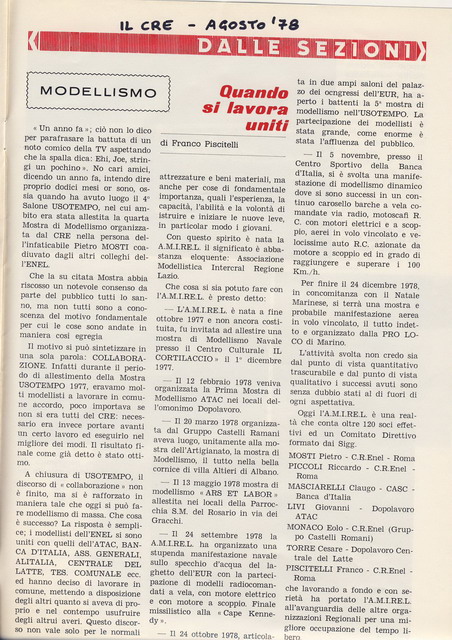 IL CRE - AGOSTO '78
DALLE SEZIONI
MODELLISMO
Quando
si lavora
uniti
di Franco Piscitelli
« Un anno fa »; ciò non lo dico
per parafrasare la battuta di un
noto comico della TV aspettando
che la spalla dica: Ehi, Joe, strin-
gi un pochino ». No cari amici,
dicendo un anno fa, intendo dire
proprio dodici mesi or sono, os-
sia quando ha avuto luogo il 4°
Salone USOTEMPO, nel cui am-
bito era stata allestita la quarta
Mostra di Modellismo organizza-
ta dal CRE nella persona del-
l'infaticabile Pietro MOSTI coa-
diuvato dagli altri colleghi del-
l'ENEL.
Che la su citata Mostra abbia
riscosso un notevole consenso da
parte del pubblico tutti lo san-
no, ma non tutti sono a cono-
scenza del motivo fondamentale
per cui le cose sono andate in
maniera cosi egregia
Il motivo si può sintetizzare in
una sola parola: COLLABORA-
ZIONE. Infatti durante il perio-
do di allestimento della Mostra
USOTEMPO 1977, eravamo mol-
ti modellisti a lavorare in comu-
ne accordo, poco importava se
non si era tutti del CRE: neces-
sario era invece portare avanti
un certo lavoro ed eseguirlo nel
migliore dei modi. Il risultato fi-
nale come già detto è stato otti-
mo.
A chiusura di USOTEMPO, il
discorso di « collaborazione » non
è finito, ma si è rafforzato in
maniera tale che oggi si può fa-
re modellismo di massa. Che cosa
è successo? La risposta è sempli-
ce; i modellisti dell'ENEL si sono
uniti con quelli dell'ATAC, BAN-
CA D'ITALIA, ASS. GENERALI,
ALITALIA, CENTRALE DEL
LATTE, TES. COMUNALE ecc.
ed hanno deciso di lavorare in
comune, mettendo a disposizione
degli altri quanto si aveva di pro-
prio e nel contempo usufruire
degli altrui averi. Questo discor-
so non vale solo per le normali
attrezzature e beni materiali, ma
anche per cose di fondamentale
importanza, quali l'esperienza, la
capacità, l'abilità e la volontà di
istruire e iniziare le nuove leve,
in particolar modo i giovani.
Con questo spirito è nata la
A.M.I.RE.L. il significato è abba-
stanza eloquente: Associazione
Modellistica Intercral Regione
Lazio.
Che cosa si sia potuto fare con
l'A.M.I.RE.L. è presto detto:
— L'A.M.I.RE.L. è nata a fine
ottobre 1977 e non ancora costi-
tuita, fu invitata ad allestire una
mostra di Modellismo Navale
presso il Centro Culturale IL
CORTILACCIO - il 1° dicembre
1977.
— Il 12 febbraio 1978 veniva
organizzata la Prima Mostra di
Modellismo ATAC nei locali del-
l'omonimo Dopolavoro.
— Il 20 marzo 1978 organizza-
ta dal Gruppo Castelli Ramani
aveva luogo, unitamente alla mo-
stra dell'Artigianato, la mostra di
Modellismo, il tutto nella bella
cornice di villa Altieri di Albano.
— Il 13 maggio 1978 mostra di
modellismo « ARS ET LABOR »
allestita nei locali della Parroc-
chia S.M. del Rosario in via dei
Gracchi.
— Il 24 settembre 1978 la
A.M.I.RE.L. ha organizzato una
stupenda manifestazione navale
sullo specchio d'acqua del la-
ghetto dell'EUR con la parteci-
pazione di modelli radiocoman-
dati a vela, con motore elettrico
e con motore a scoppio. Finale
missilistico alla « Cape Kenne-
dy ».
— Il 24 ottobre 1978, articola-
ta in due ampi saloni del palaz-
zo dei ocngressi dell'EUR, ha a-
perto i battenti la 5ª mostra di
modellismo nell'USOTEMPO. La
partecipazione dei modellisti è
stata grande, come enorme è
stata l'affluenza del pubblico.
— Il 5 novembre, presso il
Centro Sportivo della Banca
d'Italia, si è svolta una manife-
stazione di modellismo dinamico
dove si sono successi in un con-
tinuo carosello barche a vela co-
mandate via radio, motoscafi R.
C. con motori elettrici e a scop-
pio, aerei in volo vincolato e ve-
locissime auto R.C. azionate da
motore a scoppio ed in grado di
raggiungere e superare i 100
Km./h.
Per finire il 24 dicembre 1978,
in concomitanza con il Natale
Marinese, si terrà una mostra e
probabile manifestazione aerea
in volo vincolato, il tutto indet-
to e organizzato dalla PRO LO-
CO di Marino.
L'attività svolta non credo sia
dal punto di vista quantitativo
trascurabile e dal punto di vista
qualitativo i successi avuti sono
senza dubbio stati al di fuori di
ogni aspettativa.
Oggi l'A.M.I.RE.L. è una real-
tà che conta oltre 120 soci effet-
tivi ed un Comitato Direttivo
formato dai Sigg.
MOSTI Pietro - C.R.Enel - Roma
PICCOLI Riccardo - C.R.Enel -
Roma
MASCIARELLI Claugo - CASC -
Banca d'Italia
LIVI Giovanni - Dopolavoro
ATAC
MONACO Eolo - C.R.Enel (Grup-
po Castelli Romani)
TORRE Cesare - Dopolavoro Cen-
trale del Latte
PISCITELLI Franco - C.R.Enel -
Roma
che lavorando a fondo e con se-
rietà ha portato l'A.M.I.RE.L.
all'avanguardia delle altre orga-
nizzazioni Regionali per una mi-
gliore occupazione del tempo li-
bero